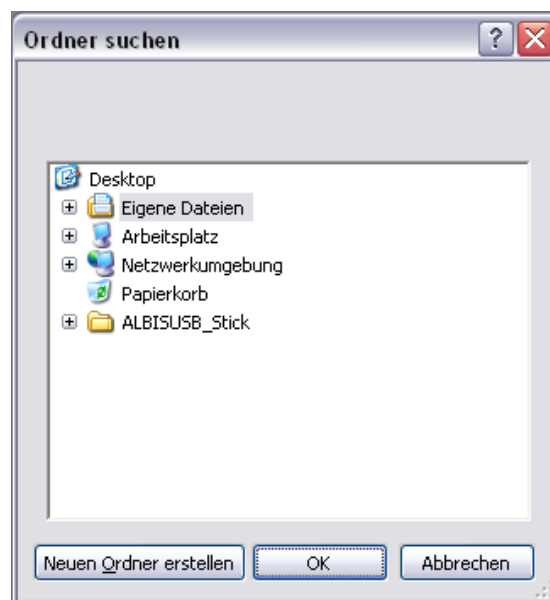 Ordner suchen
Desktop
Eigene Dateien
Arbeitsplatz
Netzwerkumgebung
Papierkorb
ALBISUSB_Stick
Neuen Ordner erstellen OK Abbrechen